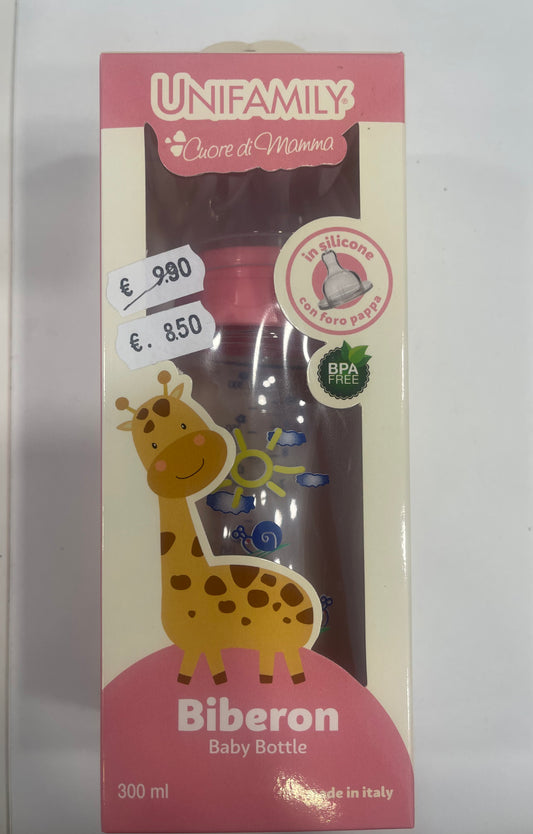 UNIFAMILY®
Cuore di Mamma
in silicone
con foro pappa
€ 9.90
€. 8.50
BPA
FREE
Biberon
Baby Bottle
300 ml
in italy